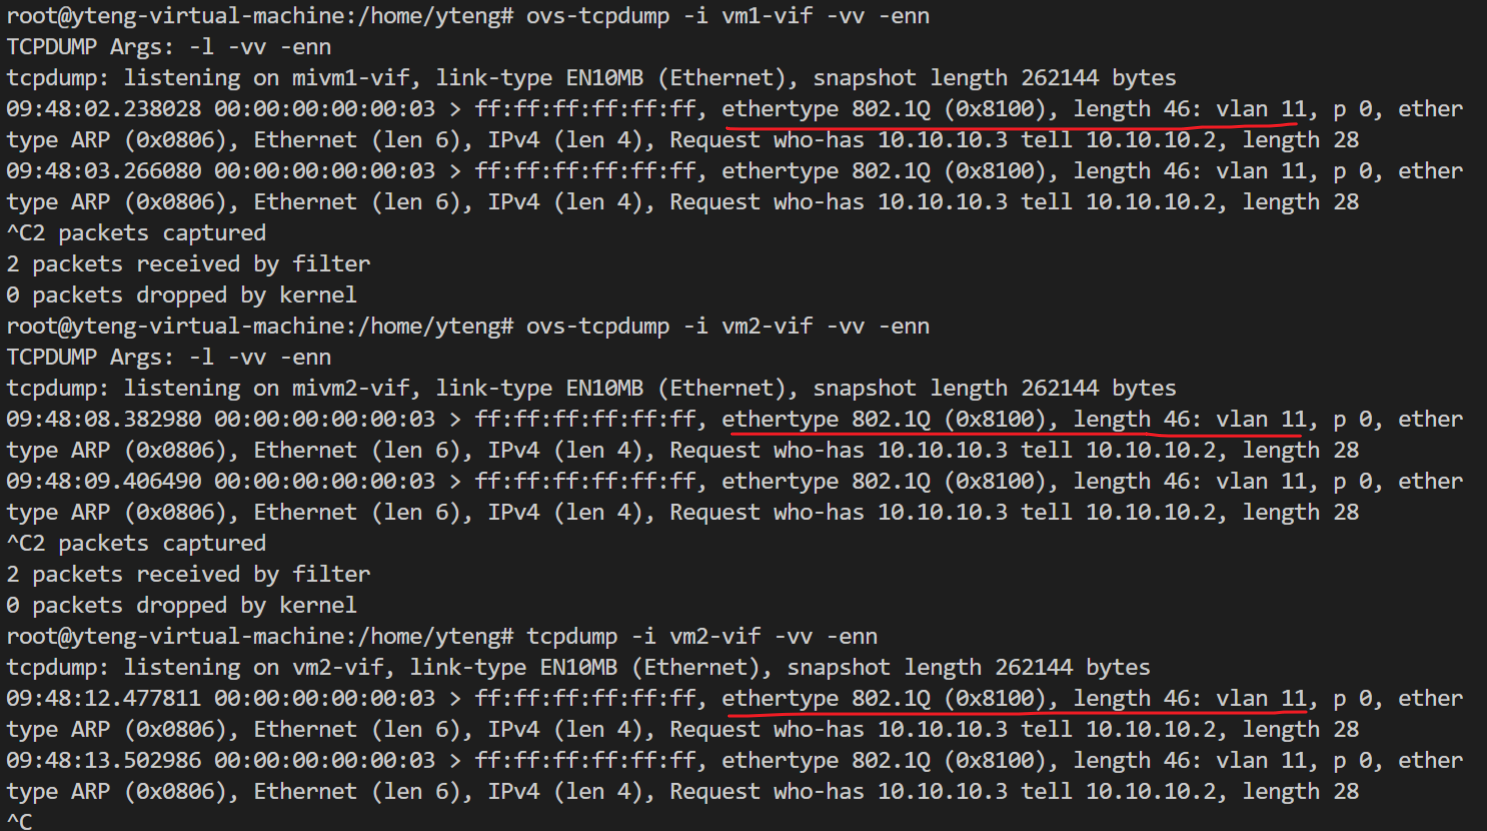 root@yteng-virtual-machine:/home/yteng# ovs-tcpdump -i vm1-vif -vv -enn
TCPDUMP Args: -l -vv -enn
tcpdump: listening on mivm1-vif, link-type EN10MB (Ethernet), snapshot length 262144 bytes
09:48:02.238028 00:00:00:00:00:03 > ff:ff:ff:ff:ff:ff, ethertype 802.1Q (0x8100), length 46: vlan 11, p 0, ether
type ARP (0x0806), Ethernet (len 6), IPv4 (len 4), Request who-has 10.10.10.3 tell 10.10.10.2, length 28
09:48:03.266080 00:00:00:00:00:03 > ff:ff:ff:ff:ff:ff, ethertype 802.1Q (0x8100), length 46: vlan 11, p 0, ether
type ARP (0x0806), Ethernet (len 6), IPv4 (len 4), Request who-has 10.10.10.3 tell 10.10.10.2, length 28
^C2 packets captured
2 packets received by filter
0 packets dropped by kernel
root@yteng-virtual-machine:/home/yteng# ovs-tcpdump -i vm2-vif -vv -enn
TCPDUMP Args: -l -vv -enn
tcpdump: listening on mivm2-vif, link-type EN10MB (Ethernet), snapshot length 262144 bytes
09:48:08.382980 00:00:00:00:00:03 > ff:ff:ff:ff:ff:ff, ethertype 802.1Q (0x8100), length 46: vlan 11, p 0, ether
type ARP (0x0806), Ethernet (len 6), IPv4 (len 4), Request who-has 10.10.10.3 tell 10.10.10.2, length 28
09:48:09.406490 00:00:00:00:00:03 > ff:ff:ff:ff:ff:ff, ethertype 802.1Q (0x8100), length 46: vlan 11, p 0, ether
type ARP (0x0806), Ethernet (len 6), IPv4 (len 4), Request who-has 10.10.10.3 tell 10.10.10.2, length 28
^C2 packets captured
2 packets received by filter
0 packets dropped by kernel
root@yteng-virtual-machine:/home/yteng# tcpdump -i vm2-vif -vv -enn
tcpdump: listening on vm2-vif, link-type EN10MB (Ethernet), snapshot length 262144 bytes
09:48:12.477811 00:00:00:00:00:03 > ff:ff:ff:ff:ff:ff, ethertype 802.1Q (0x8100), length 46: vlan 11, p 0, ether
type ARP (0x0806), Ethernet (len 6), IPv4 (len 4), Request who-has 10.10.10.3 tell 10.10.10.2, length 28
09:48:13.502986 00:00:00:00:00:03 > ff:ff:ff:ff:ff:ff, ethertype 802.1Q (0x8100), length 46: vlan 11, p 0, ether
type ARP (0x0806), Ethernet (len 6), IPv4 (len 4), Request who-has 10.10.10.3 tell 10.10.10.2, length 28
^C